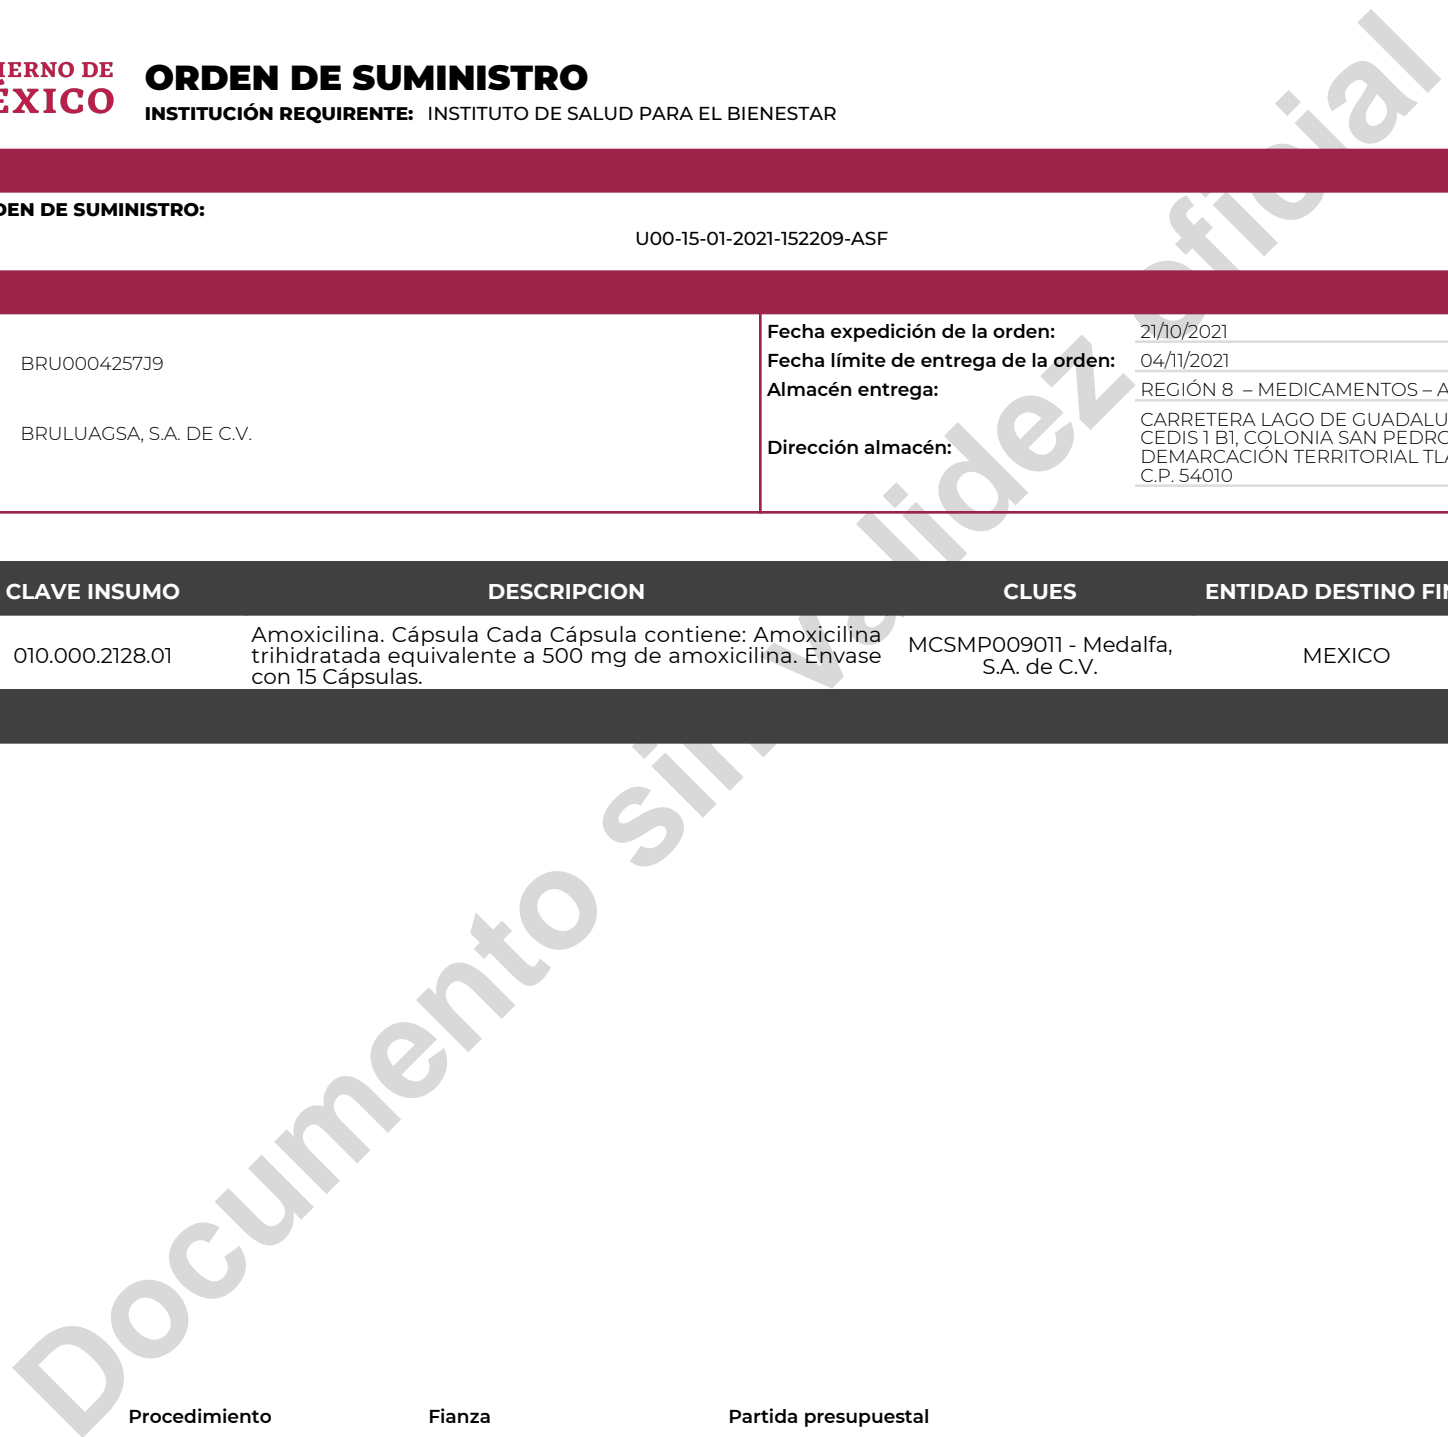 IERNO DE
ÉXICO
ORDEN DE SUMINISTRO
INSTITUCIÓN REQUIRENTE: INSTITUTO DE SALUD PARA EL BIENESTAR
DEN DE SUMINISTRO:
U00-15-01-2021-152209-ASF
BRU0004257J9
BRULUAGSA, S.A. DE C.V.
Fecha expedición de la orden: 21/10/2021
Fecha límite de entrega de la orden: 04/11/2021
Almacén entrega: REGIÓN 8 – MEDICAMENTOS – A
Dirección almacén:
CARRETERA LAGO DE GUADALU
CEDIS 1 B1, COLONIA SAN PEDRO
DEMARCACIÓN TERRITORIAL TLA
C.P. 54010
CLAVE INSUMO DESCRIPCION CLUES ENTIDAD DESTINO FIN
010.000.2128.01
Amoxicilina. Cápsula Cada Cápsula contiene: Amoxicilina
trihidratada equivalente a 500 mg de amoxicilina. Envase
con 15 Cápsulas.
MCSMP009011 - Medalfa,
S.A. de C.V.
MEXICO
Documento sin validez oficial
Procedimiento Fianza Partida presupuestal